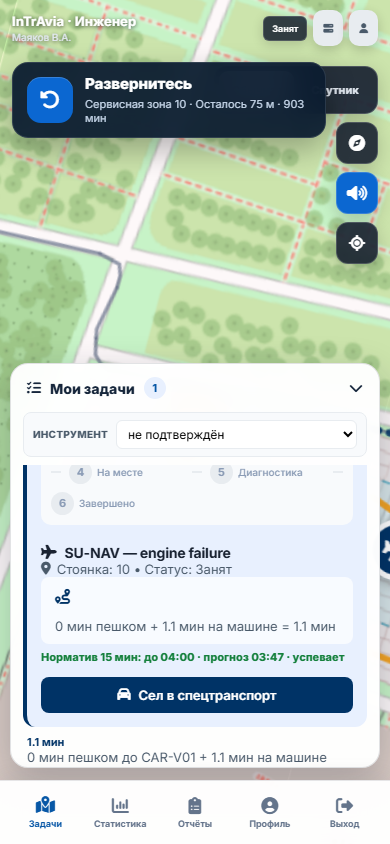 InTrAvia · Инженер
Маяков В.А.
Занят
Развернитесь
Сервисная зона 10 · Осталось 75 м · 903
мин
утник
Мои задачи 1
ИНСТРУМЕНТ не подтверждён
4 На месте
5 Диагностика
6 Завершено
SU-NAV — engine failure
Стоянка: 10 • Статус: Занят
0 мин пешком + 1.1 мин на машине = 1.1 мин
Норматив 15 мин: до 04:00 · прогноз 03:47 · успевает
Сел в спецтранспорт
1.1 мин
0 мин пешком до CAR-V01 + 1.1 мин на машине
Задачи
Статистика
Отчёты
Профиль
Выход